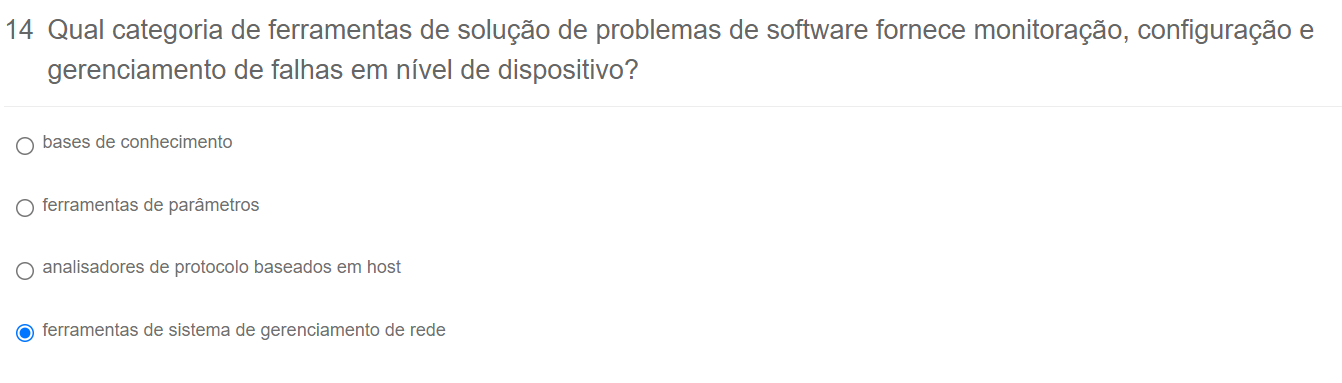 14 Qual categoria de ferramentas de solução de problemas de software fornece monitoração, configuração e
gerenciamento de falhas em nível de dispositivo?
bases de conhecimento
ferramentas de parâmetros
analisadores de protocolo baseados em host
ferramentas de sistema de gerenciamento de rede